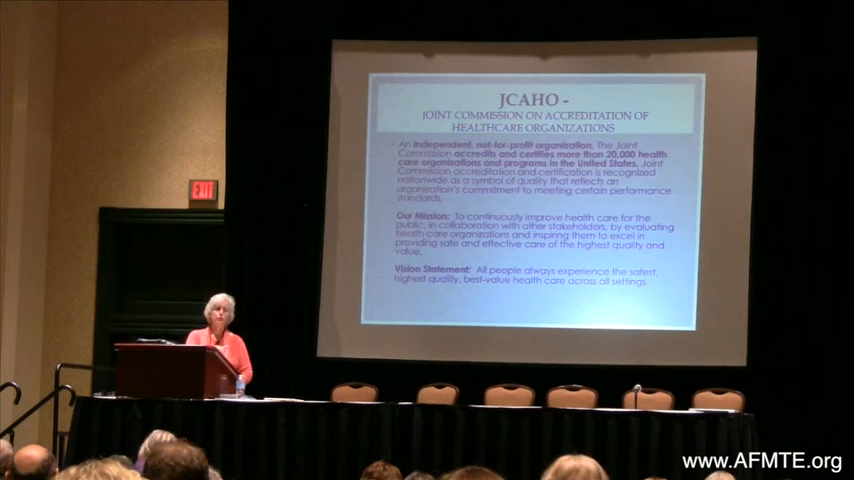 JCAHO -
JOINT COMMISSION ON ACCREDITATION OF
HEALTHCARE ORGANIZATIONS
• An independent, not-for-profit organization, The Joint
Commission accredits and certifies more than 20,000 health
care organizations and programs in the United States. Joint
Commission accreditation and certification is recognized
nationwide as a symbol of quality that reflects an
organization's commitment to meeting certain performance
standards.
Our Mission: To continuously improve health care for the
public, in collaboration with other stakeholders, by evaluating
health care organizations and inspiring them to excel in
providing safe and effective care of the highest quality and
value.
Vision Statement: All people always experience the safest,
highest quality, best-value health care across all settings.
EXIT
www.AFMTE.org